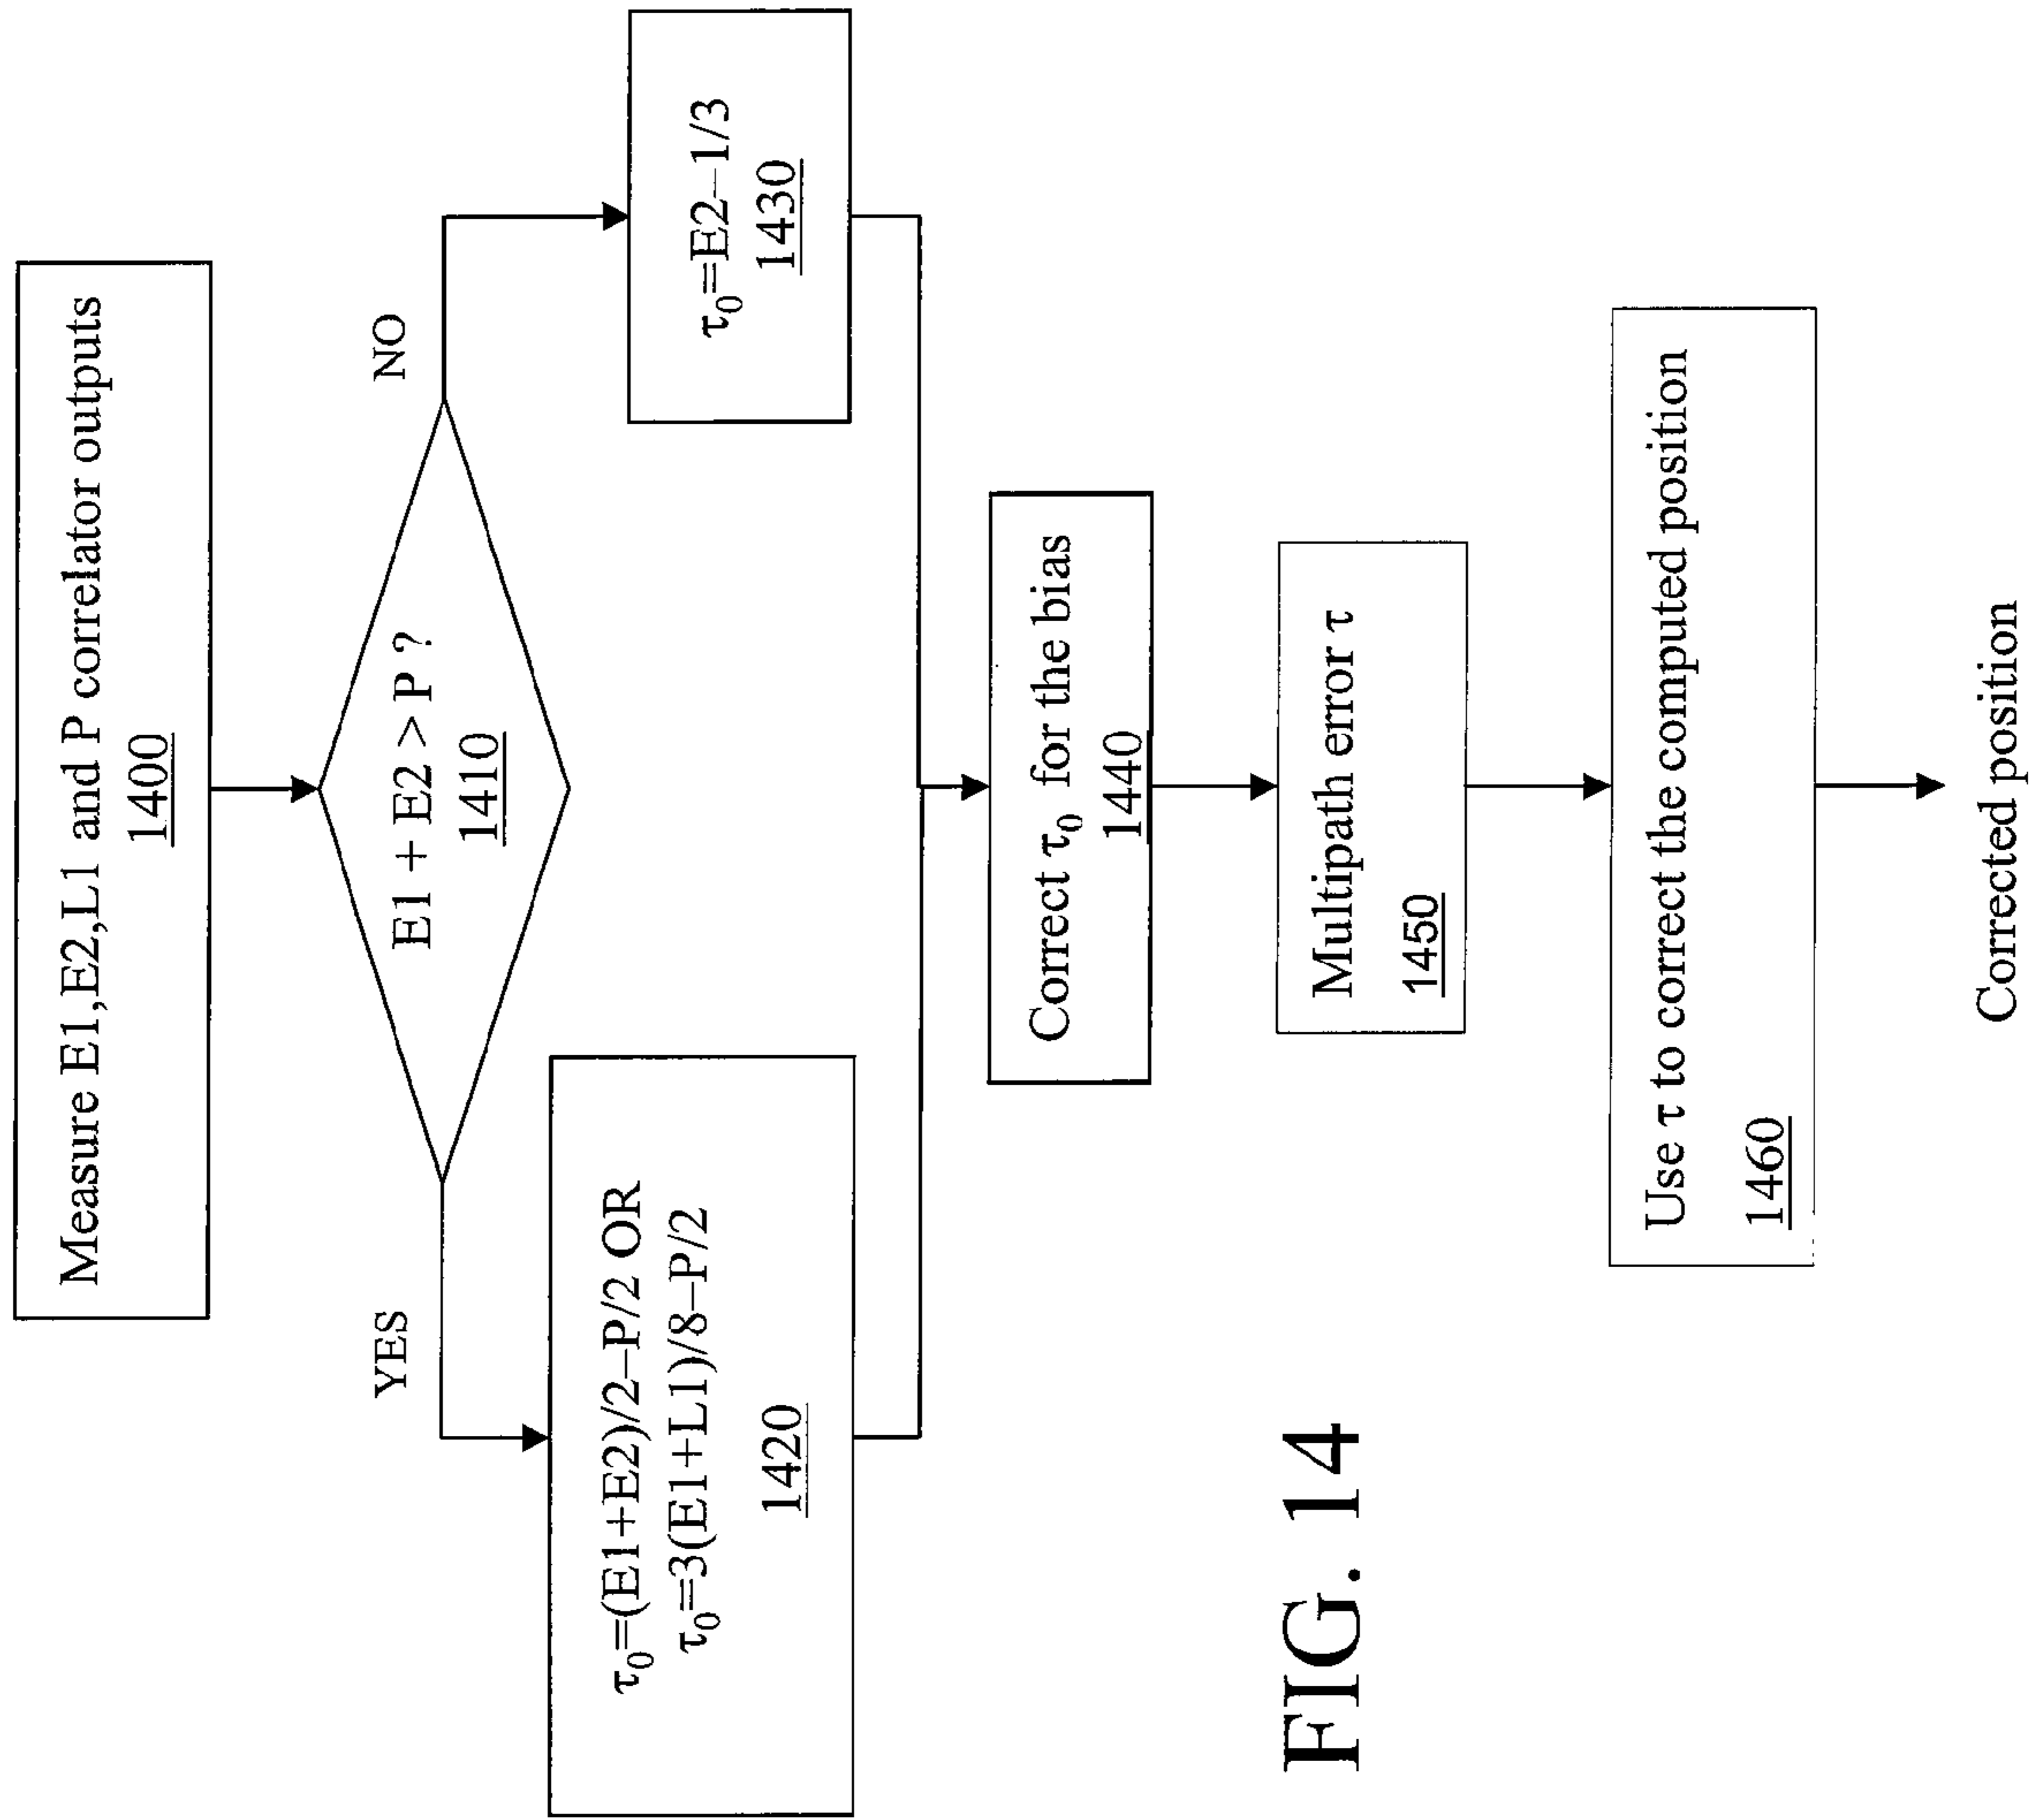 Measure E1,E2,L1 and P correlator outputs
1400
E1 + E2 > P ?
1410
YES
NO
τ₀=(E1+E2)/2–P/2 OR
τ₀=3(E1+L1)/8–P/2
1420
τ₀=E2–1/3
1430
Correct τ₀ for the bias
1440
Multipath error τ
1450
Use τ to correct the computed position
1460
Corrected position
FIG. 14